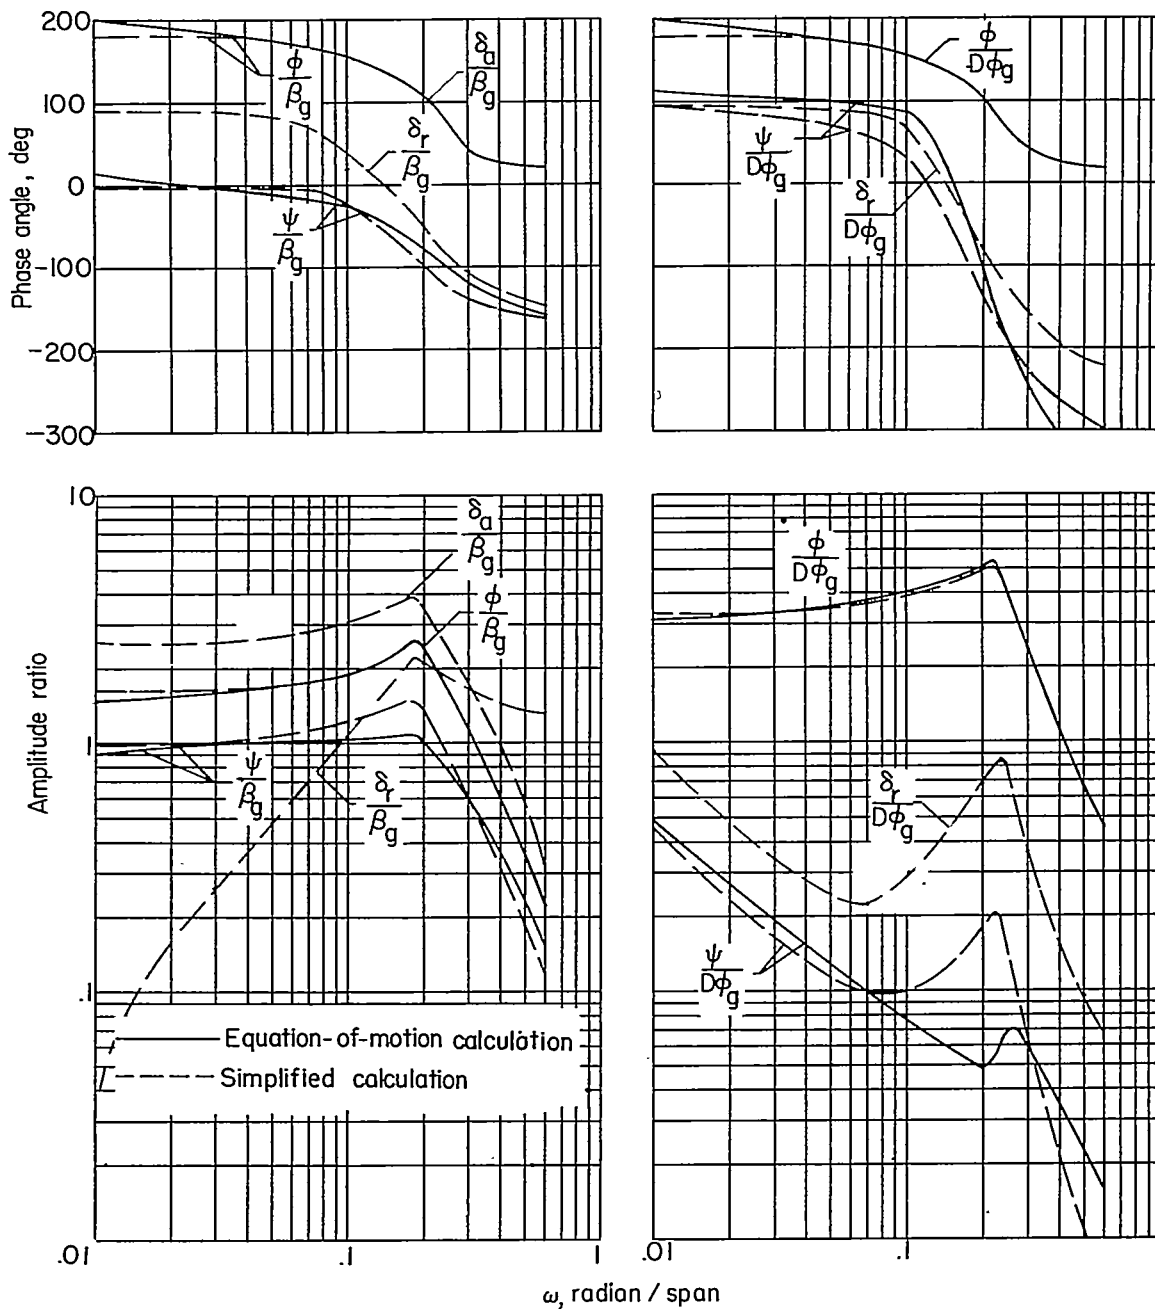 200
100
0
-100
-200
-300
Phase angle, deg
ϕ/βg
δa/βg
δr/βg
ψ/βg
ϕ/Dϕg
ψ/Dϕg
δr/Dϕg
10
1
.1
.01
Amplitude ratio
δa/βg
ϕ/βg
ψ/βg
δr/βg
Equation-of-motion calculation
Simplified calculation
.1
1
ϕ/Dϕg
δr/Dϕg
ψ/Dϕg
.01
.1
ω, radian / span